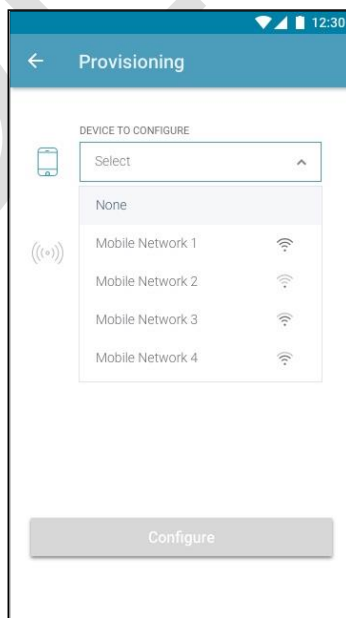 12:30
Provisioning
DEVICE TO CONFIGURE
Select
None
Mobile Network 1
Mobile Network 2
Mobile Network 3
Mobile Network 4
Configure